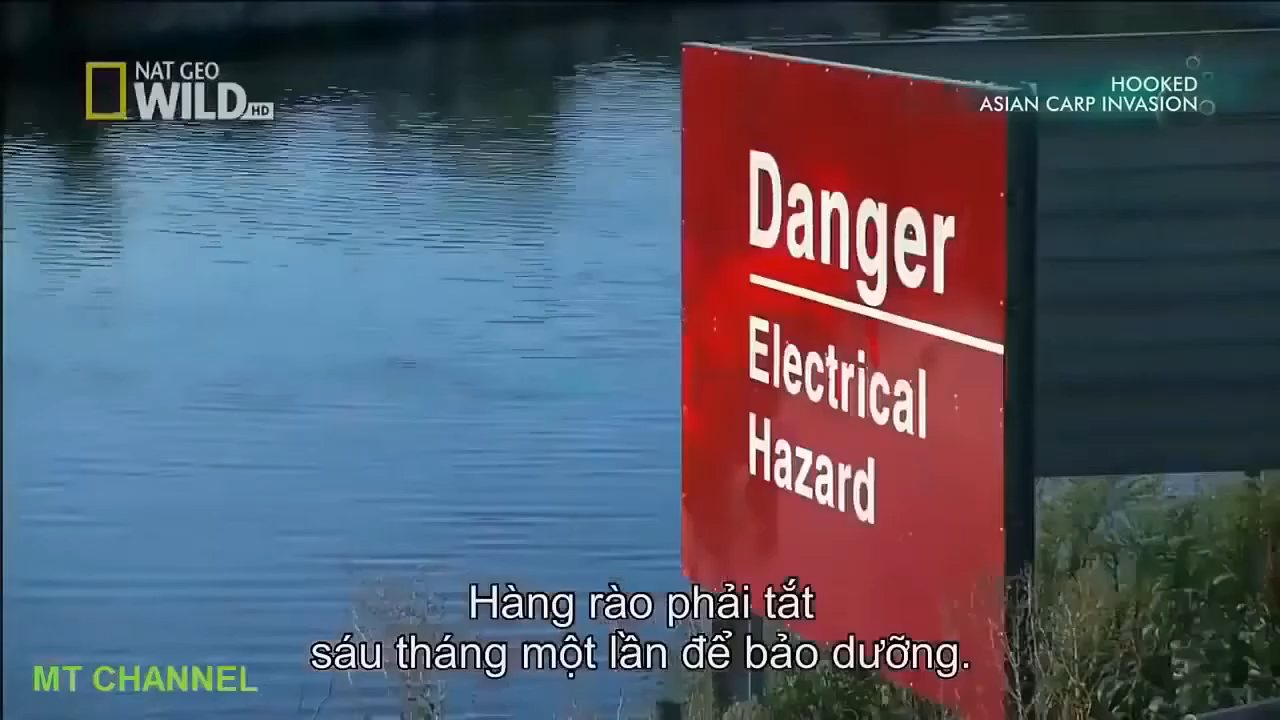 NAT GEO
WILD HD
HOOKED
ASIAN CARP INVASION
Danger
Electrical
Hazard
Hàng rào phải tắt
sáu tháng một lần để bảo dưỡng.
MT CHANNEL